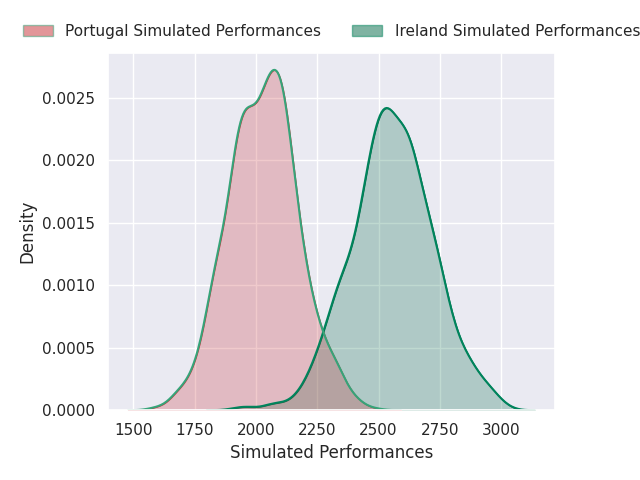 Portugal Simulated Performances Ireland Simulated Performances
0.0025
0.0020
0.0015
0.0010
0.0005
0.0000
Density
1500 1750 2000 2250 2500 2750 3000
Simulated Performances